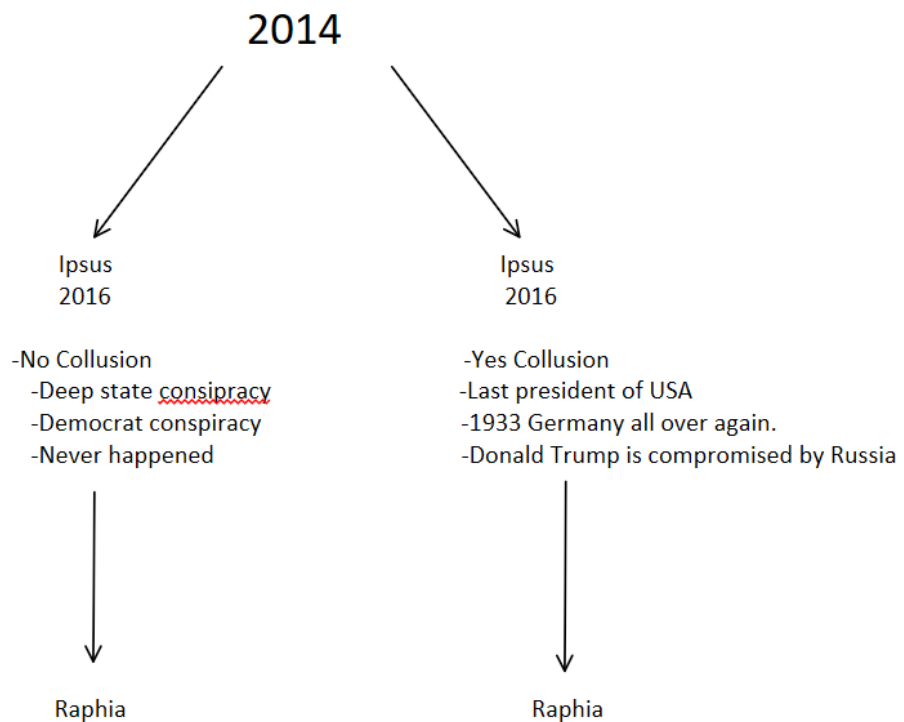 2014
Ipsus
2016
-No Collusion
-Deep state consipracy
-Democrat conspiracy
-Never happened
Raphia
Ipsus
2016
-Yes Collusion
-Last president of USA
-1933 Germany all over again.
-Donald Trump is compromised by Russia
Raphia